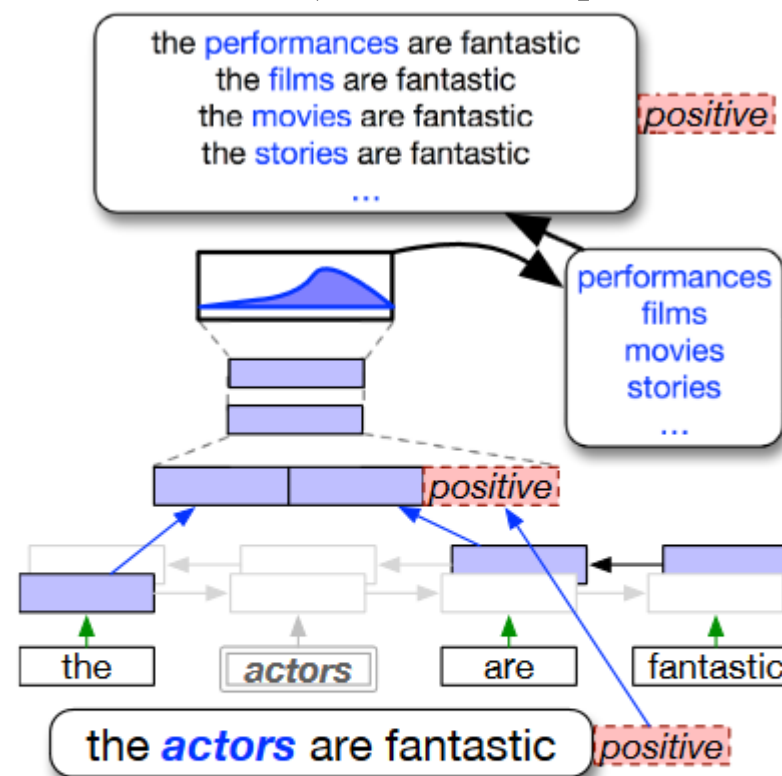 the performances are fantastic
the films are fantastic
the movies are fantastic
the stories are fantastic
...
positive
performances
films
movies
stories
...
positive
the actors are fantastic
the actors are fantastic positive